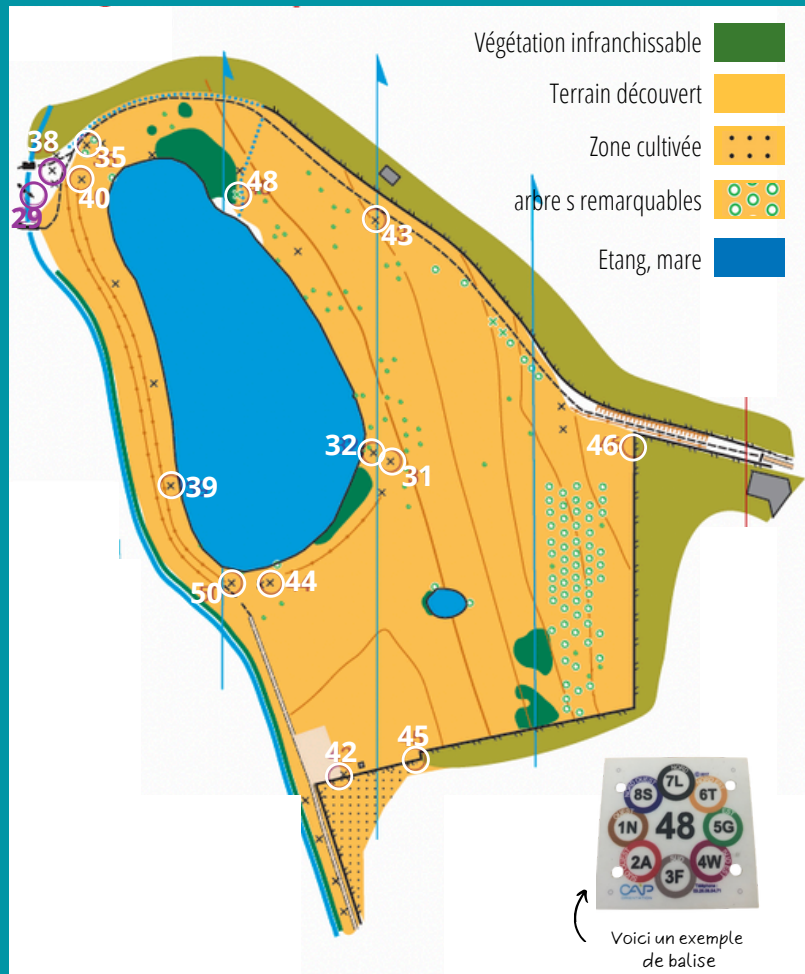 Végétation infranchissable
Terrain découvert
Zone cultivée
arbre s remarquables
Etang, mare
38
35
40
29
48
43
32
31
46
39
50
44
45
42
7L
8S
6T
1N
48
5G
2A
4W
3F
CAP
Voici un exemple
de balise